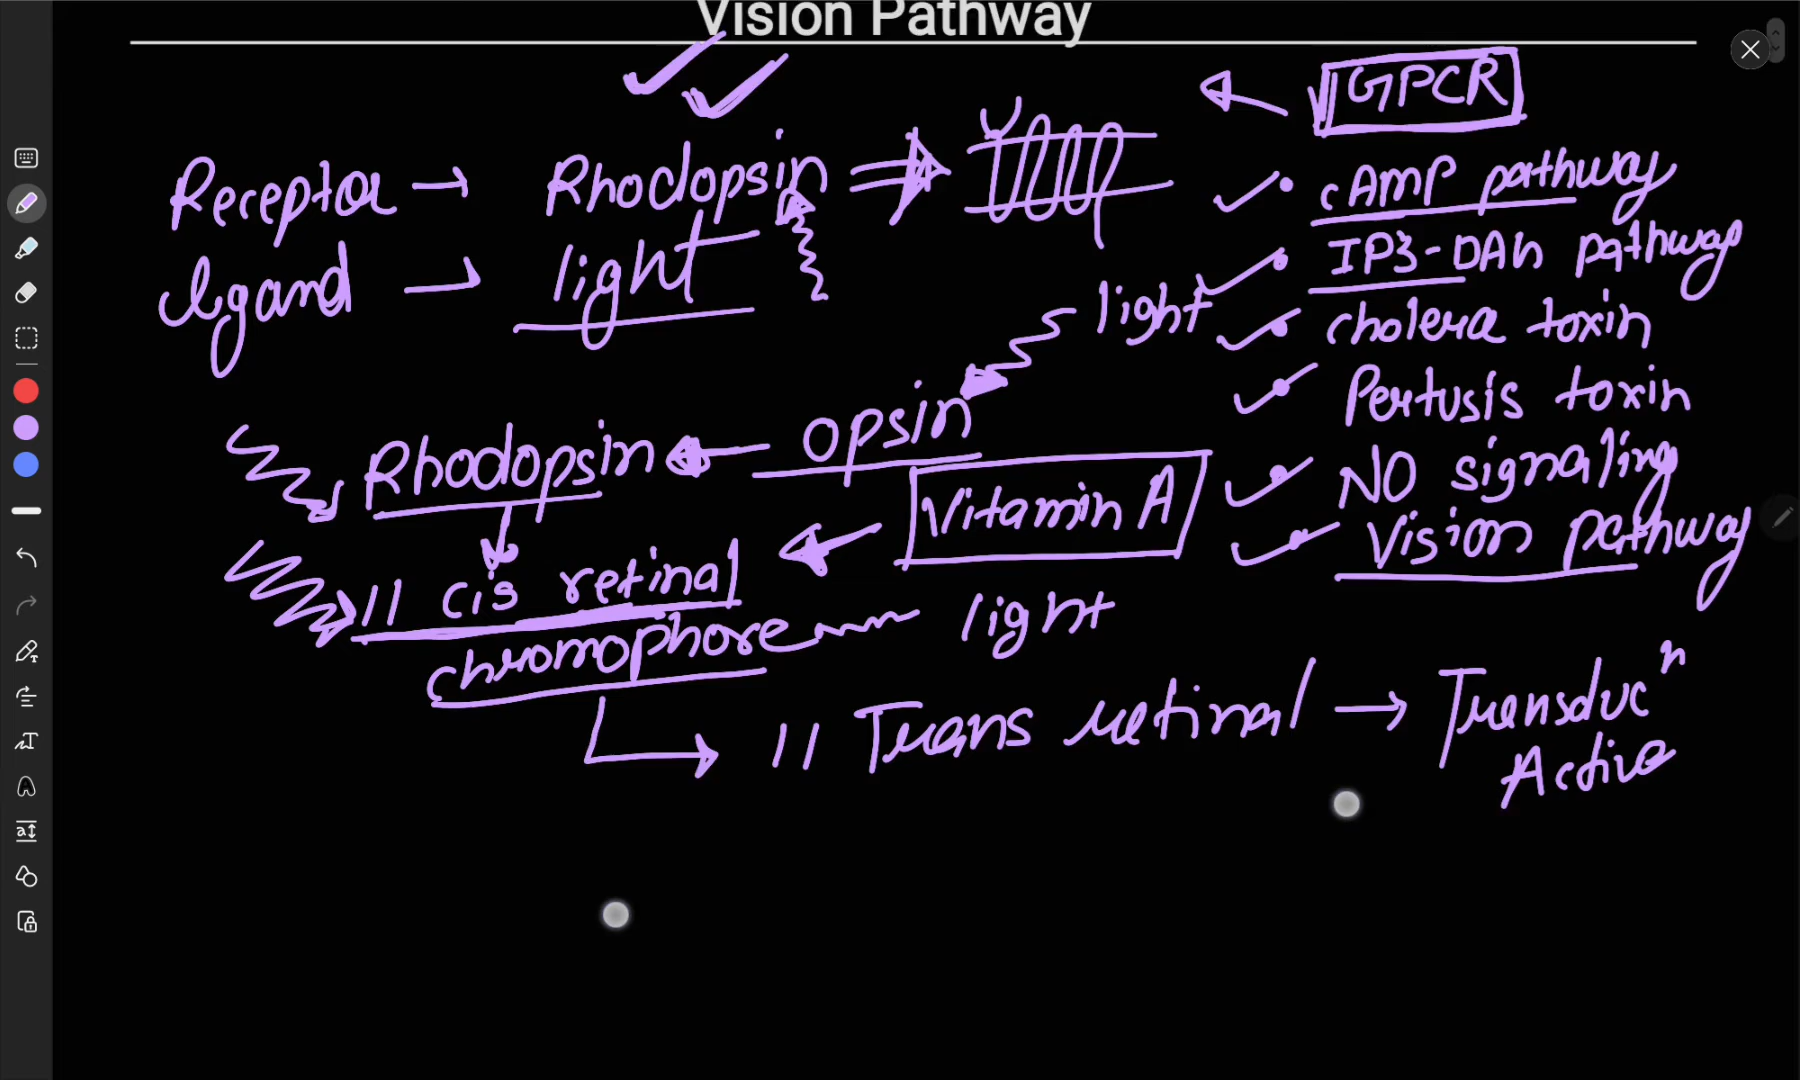 Vision Pathway
Receptor → Rhodopsin ⇒
ligand → light
← GPCR
• cAMP pathway
• IP3-DAG pathway
• cholera toxin
• Pertusis toxin
• NO signaling
• Vision pathway
light
Rhodopsin ← opsin
Vitamin A
11 cis retinal
chromophore light
11 Trans retinal → Transducn
Active